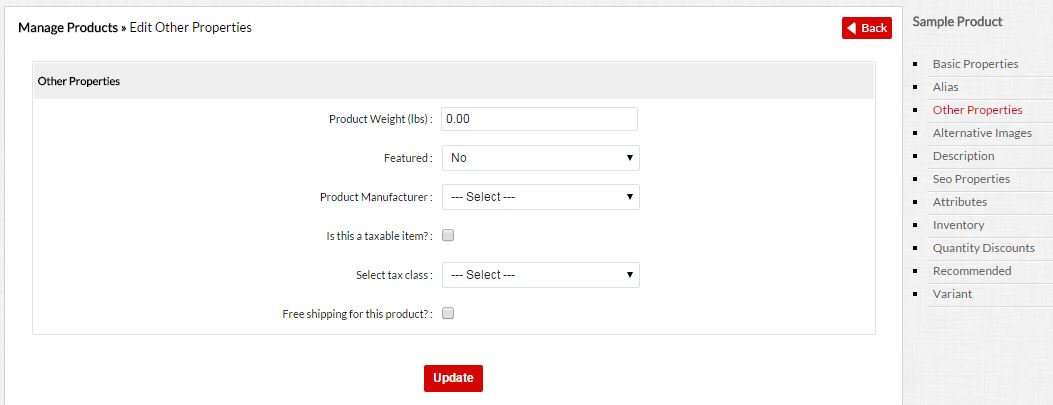 Manage Products » Edit Other Properties
Back
Other Properties
Product Weight (lbs) : 0.00
Featured : No
Product Manufacturer : --- Select ---
Is this a taxable item? :
Select tax class : --- Select ---
Free shipping for this product? :
Update
Sample Product
Basic Properties
Alias
Other Properties
Alternative Images
Description
Seo Properties
Attributes
Inventory
Quantity Discounts
Recommended
Variant